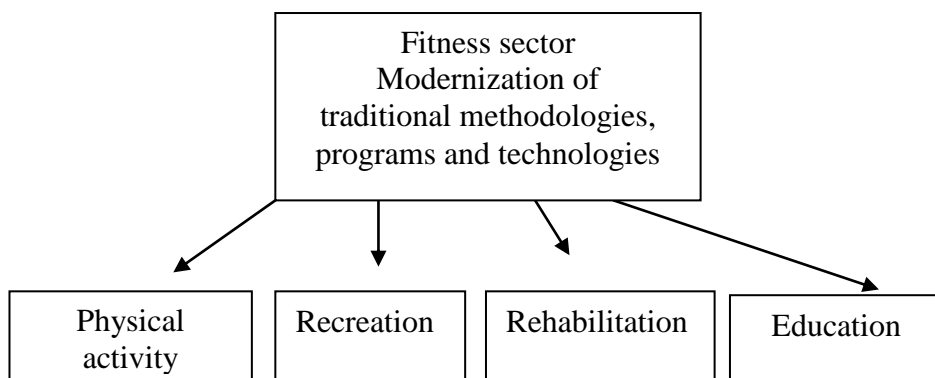 Fitness sector
Modernization of
traditional methodologies,
programs and technologies
Physical
activity
Recreation
Rehabilitation
Education